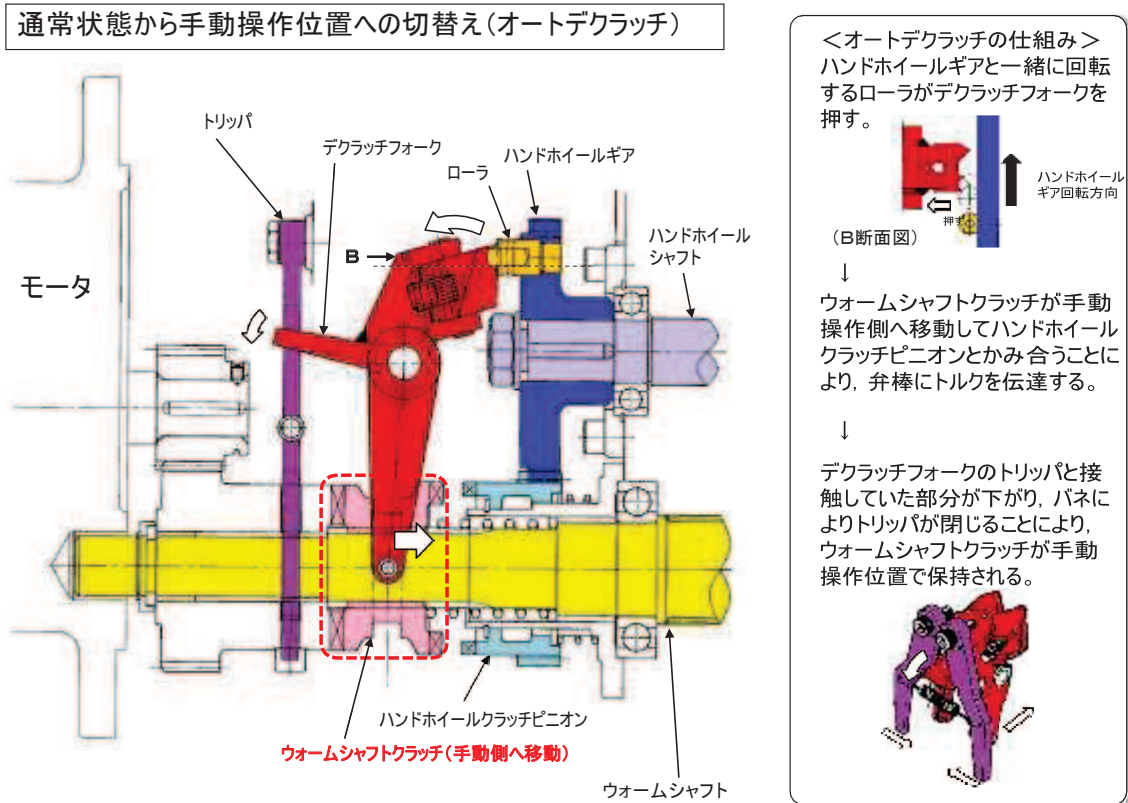 通常状態から手動操作位置への切替え(オートデクラッチ)
トリッパ
デクラッチフォーク
ローラ
ハンドホイールギア
ハンドホイール
シャフト
B
モータ
ハンドホイールクラッチピニオン
ウォームシャフトクラッチ(手動側へ移動)
ウォームシャフト
<オートデクラッチの仕組み>
ハンドホイールギアと一緒に回転
するローラがデクラッチフォークを
押す。
ハンドホイール
ギア回転方向
押す
(B断面図)
↓
ウォームシャフトクラッチが手動
操作側へ移動してハンドホイール
クラッチピニオンとかみ合うことに
より,弁棒にトルクを伝達する。
↓
デクラッチフォークのトリッパと接
触していた部分が下がり,バネに
よりトリッパが閉じることにより,
ウォームシャフトクラッチが手動
操作位置で保持される。